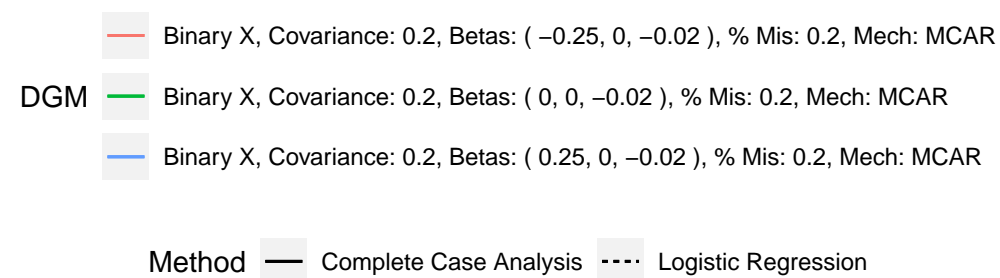 Binary X, Covariance: 0.2, Betas: ( −0.25, 0, −0.02 ), % Mis: 0.2, Mech: MCAR
DGM Binary X, Covariance: 0.2, Betas: ( 0, 0, −0.02 ), % Mis: 0.2, Mech: MCAR
Binary X, Covariance: 0.2, Betas: ( 0.25, 0, −0.02 ), % Mis: 0.2, Mech: MCAR
Method Complete Case Analysis Logistic Regression